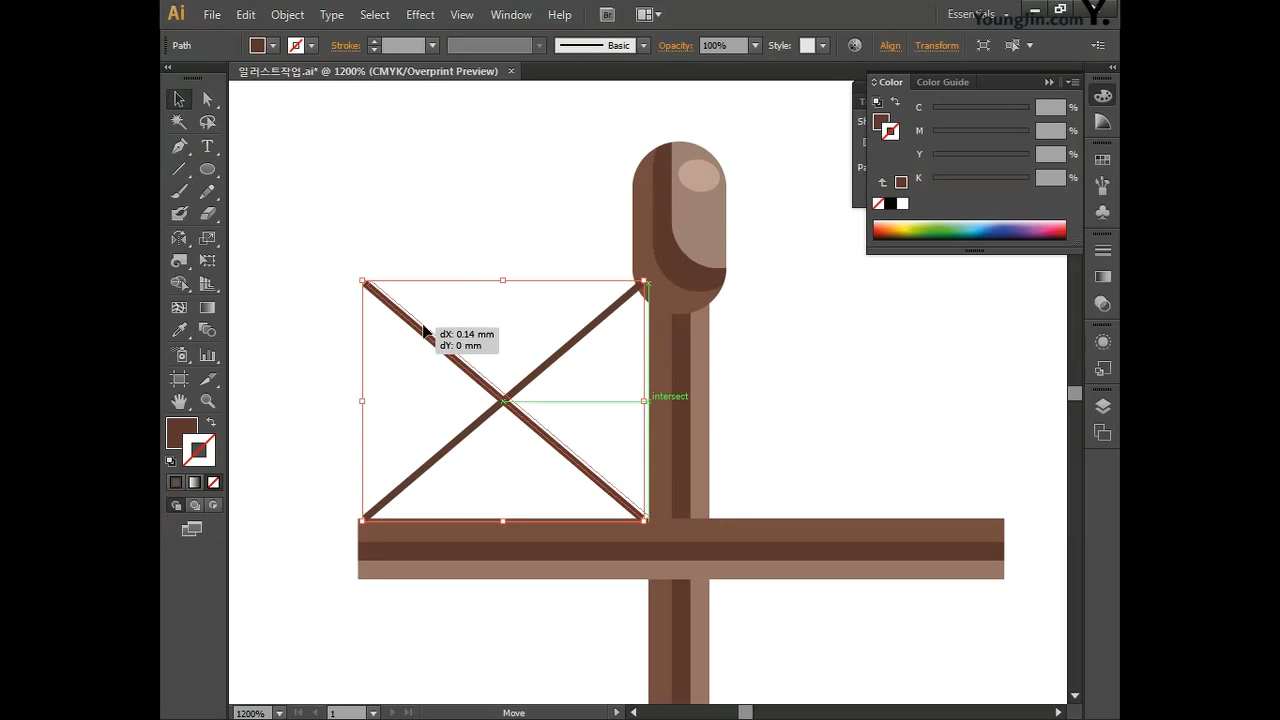 Ai File Edit Object Type Select Effect View Window Help Br Essentials
Youngjin.com Y.
Path Stroke: Basic Opacity: 100% Style: Align Transform
일러스트작업.ai* @ 1200% (CMYK/Overprint Preview) ×
Color Color Guide
C %
M %
Y %
K %
dX: 0.14 mm
dY: 0 mm
intersect
1200% 1 Move